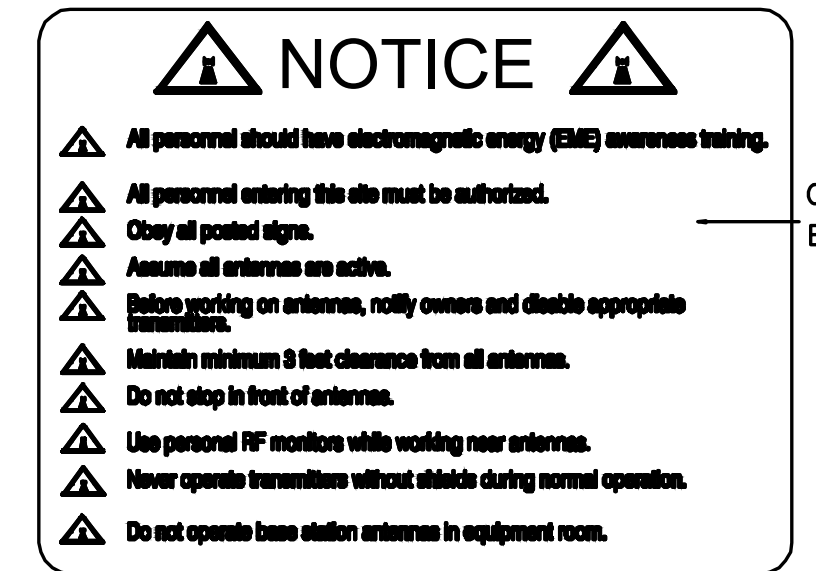 NOTICE
All personnel should have electromagnetic energy (EME) awareness training.
All personnel entering this site must be authorized.
Obey all posted signs.
Assume all antennas are active.
Before working on antennas, notify owners and disable appropriate
transmitters.
Maintain minimum 3 feet clearance from all antennas.
Do not stop in front of antennas.
Use personal RF monitors while working near antennas.
Never operate transmitters without shields during normal operation.
Do not operate base station antennas in equipment room.